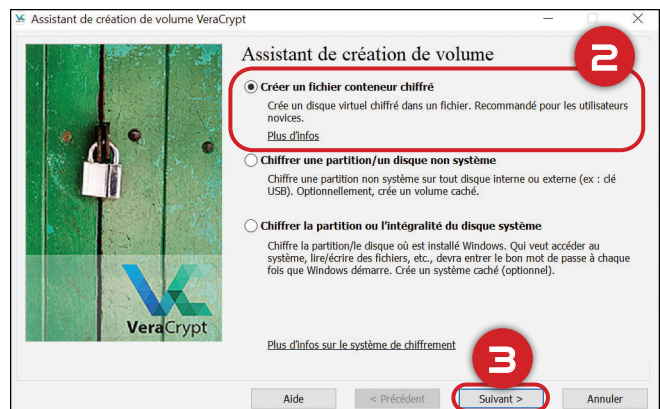 Assistant de création de volume VeraCrypt
Assistant de création de volume
2
Créer un fichier conteneur chiffré
Crée un disque virtuel chiffré dans un fichier. Recommandé pour les utilisateurs
novices.
Plus d'infos
Chiffrer une partition/un disque non système
Chiffre une partition non système sur tout disque interne ou externe (ex : clé
USB). Optionnellement, crée un volume caché.
Chiffrer la partition ou l'intégralité du disque système
Chiffre la partition/le disque où est installé Windows. Qui veut accéder au
système, lire/écrire des fichiers, etc., devra entrer le bon mot de passe à chaque
fois que Windows démarre. Crée un système caché (optionnel).
VeraCrypt
Plus d'infos sur le système de chiffrement
3
Aide < Précédent Suivant > Annuler